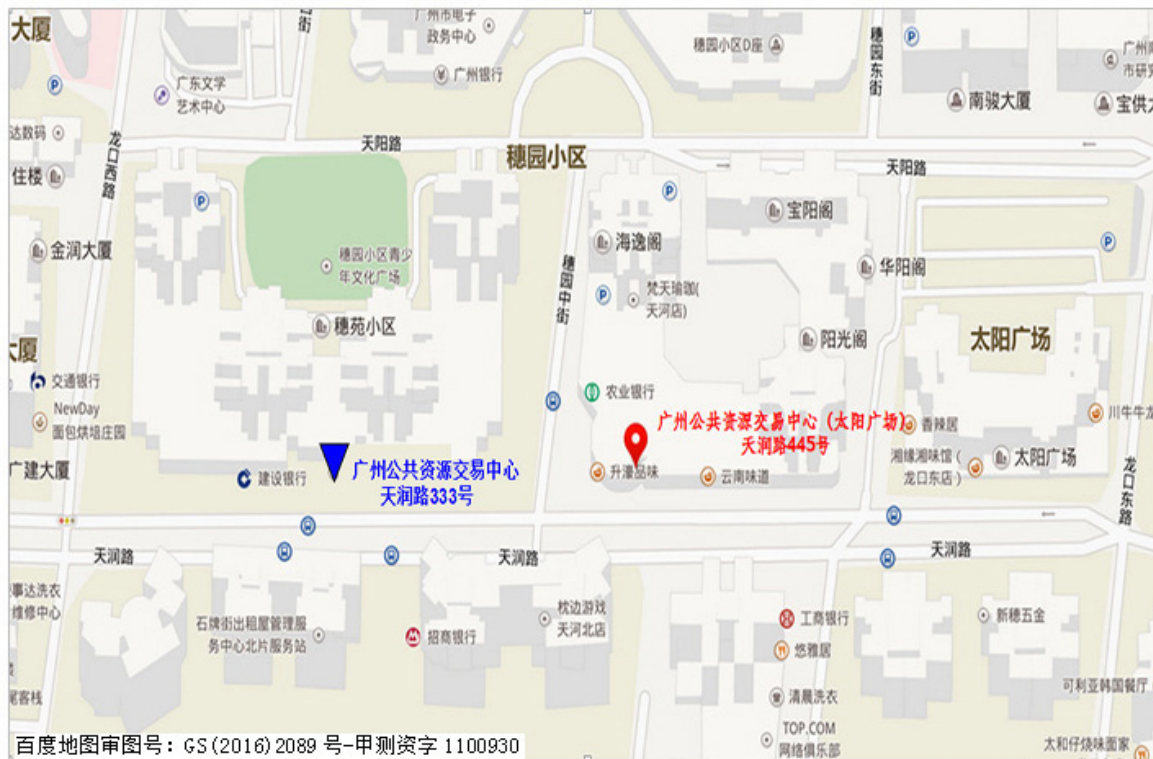 大厦
广州市电子
政务中心
广州银行
穗园小区D座
穗园东街
南骏大厦
宝供大
广东文学
艺术中心
达数码
住楼
龙口西路
天阳路
穗园小区
天阳路
金润大厦
穗园小区青少
年文化广场
穗园中街
海逸阁
宝阳阁
华阳阁
梵天瑜珈(
天河店)
穗苑小区
阳光阁
太阳广场
大厦
交通银行
NewDay
面包烘培庄园
农业银行
广州公共资源交易中心（太阳广场）
天润路445号
香辣居
川牛牛龙
广建大厦
建设银行
广州公共资源交易中心
天润路333号
升濠品味
云南味道
湘缘湘味馆（
龙口东店）
太阳广场
龙口东路
天润路
天润路
天润路
事达洗衣
维修中心
石牌街出租屋管理服
务中心北片服务站
招商银行
枕边游戏
天河北店
工商银行
悠雅居
新穗五金
清晨洗衣
TOP.COM
网络俱乐部
可利亚韩国餐厅
太和仔烧味面家
尾客栈
百度地图审图号：GS(2016)2089 号-甲测资字 1100930